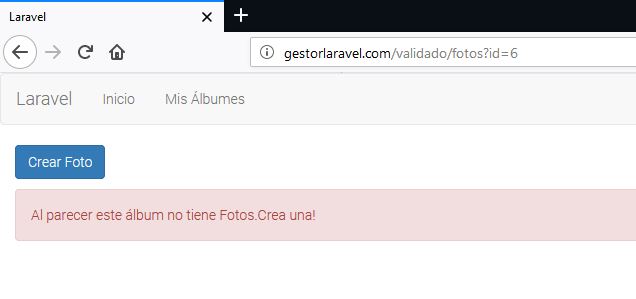 Laravel
gestorlaravel.com/validado/fotos?id=6
Laravel Inicio Mis Álbumes
Crear Foto
Al parecer este álbum no tiene Fotos.Crea una!